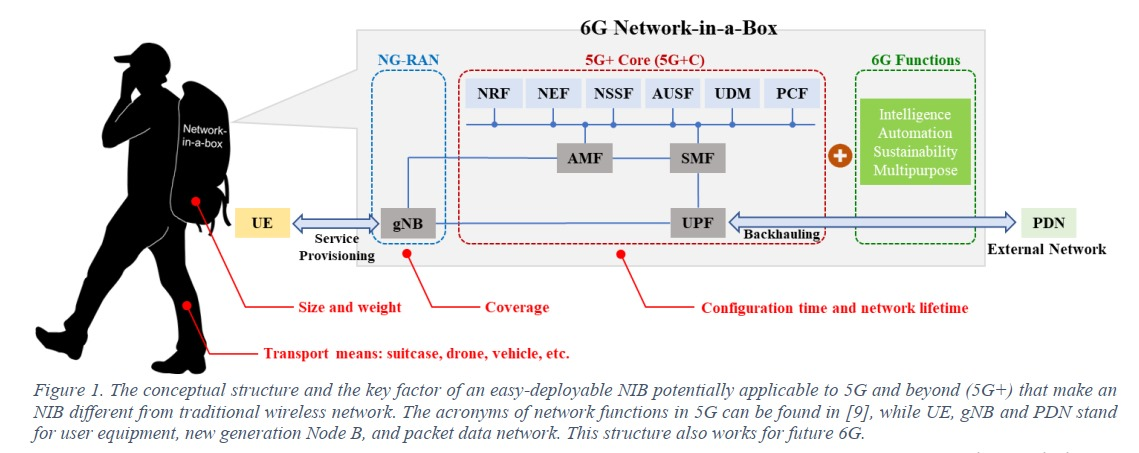 6G Network-in-a-Box
NG-RAN
5G+ Core (5G+C)
6G Functions
NRF
NEF
NSSF
AUSF
UDM
PCF
Intelligence
Automation
Sustainability
Multipurpose
Network-
in-a-box
AMF
SMF
UE
gNB
UPF
PDN
Service
Provisioning
Backhauling
External Network
Size and weight
Coverage
Configuration time and network lifetime
Transport means: suitcase, drone, vehicle, etc.
Figure 1. The conceptual structure and the key factor of an easy-deployable NIB potentially applicable to 5G and beyond (5G+) that make an
NIB different from traditional wireless network. The acronyms of network functions in 5G can be found in [9], while UE, gNB and PDN stand
for user equipment, new generation Node B, and packet data network. This structure also works for future 6G.